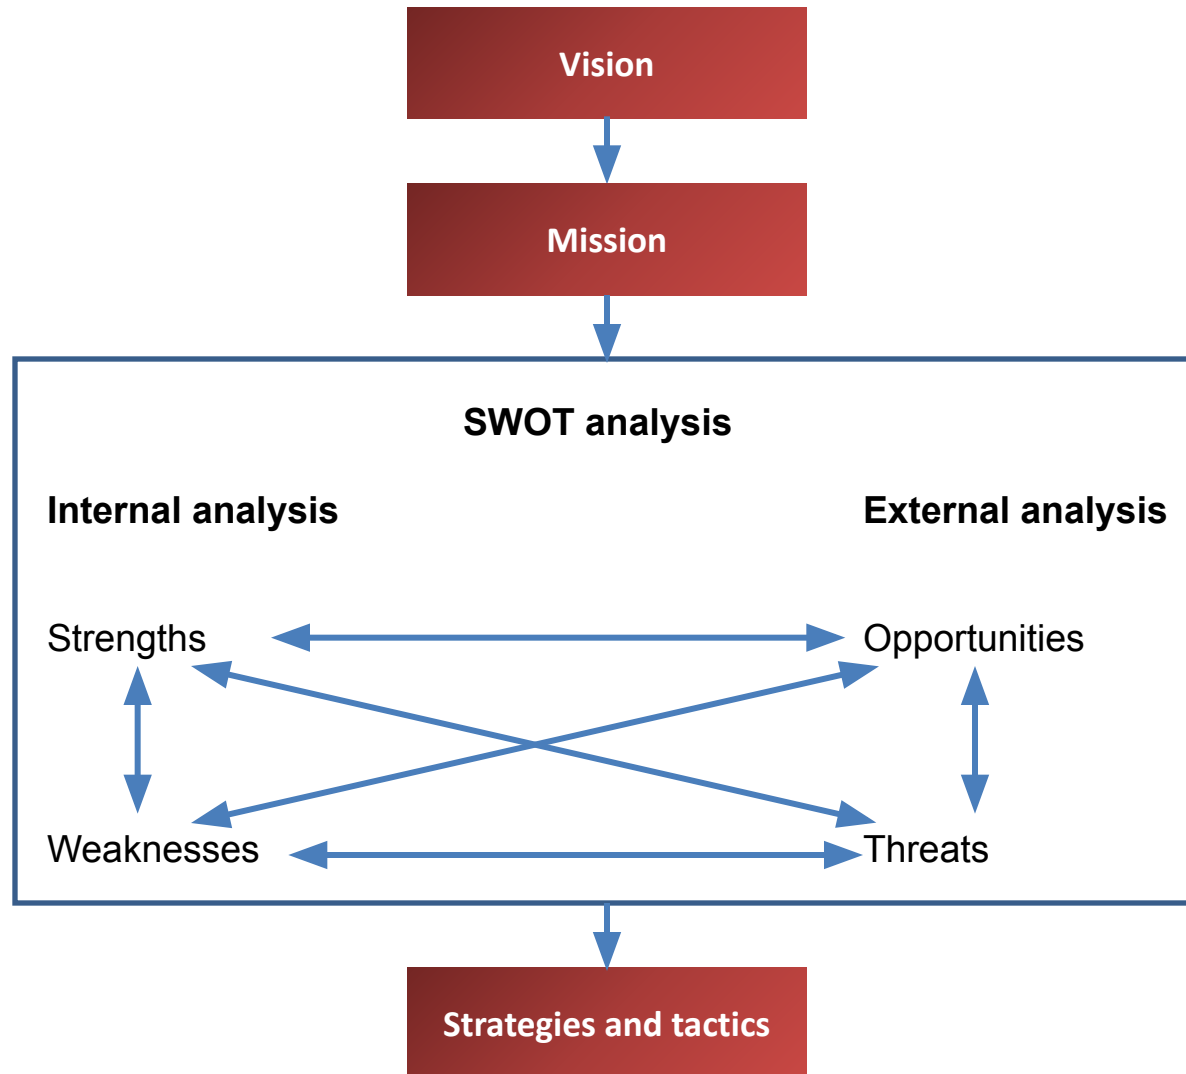 Vision
Mission
SWOT analysis
Internal analysis
External analysis
Strengths
Opportunities
Weaknesses
Threats
Strategies and tactics